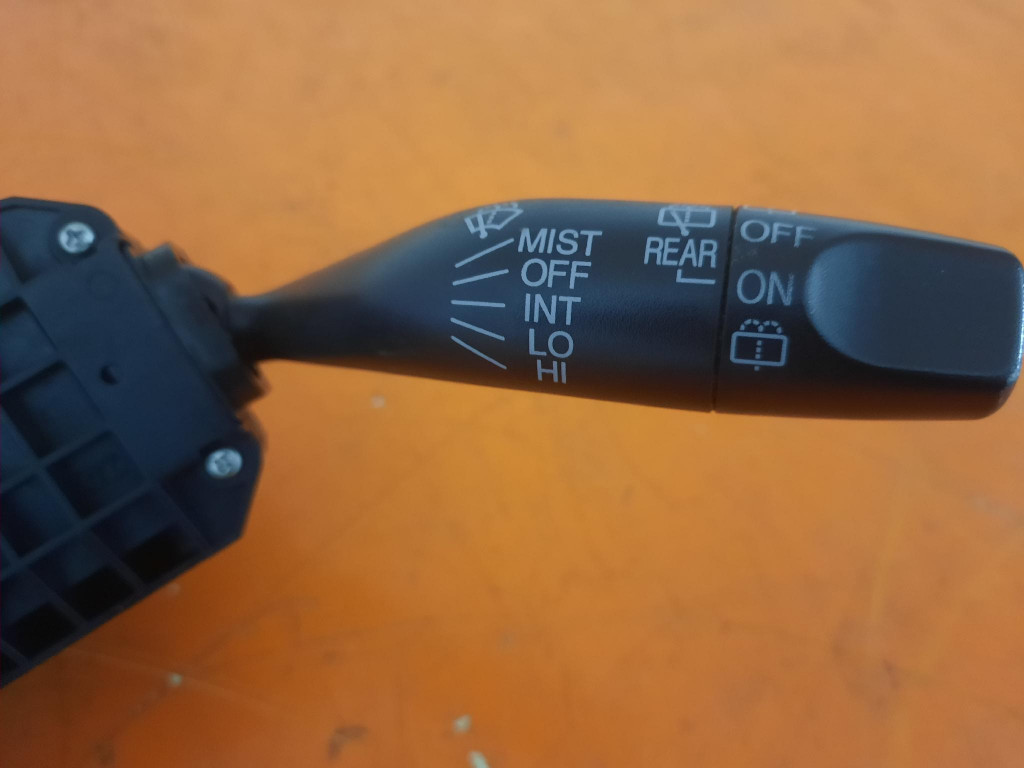 MIST
OFF
INT
LO
HI
REAR
OFF
ON